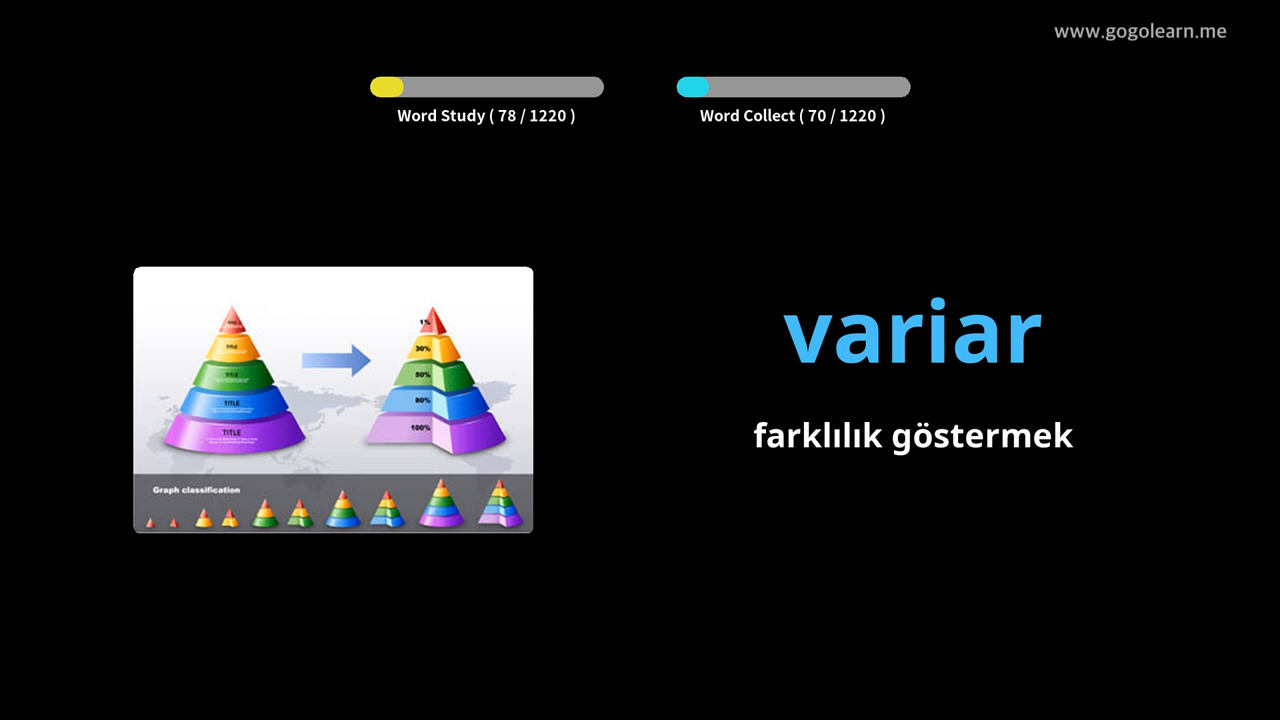 www.gogolearn.me
Word Study ( 78 / 1220 )
Word Collect ( 70 / 1220 )
variar
farklılık göstermek
TITLE
TITLE
TITLE
TITLE
1%
30%
50%
80%
100%
Graph classification